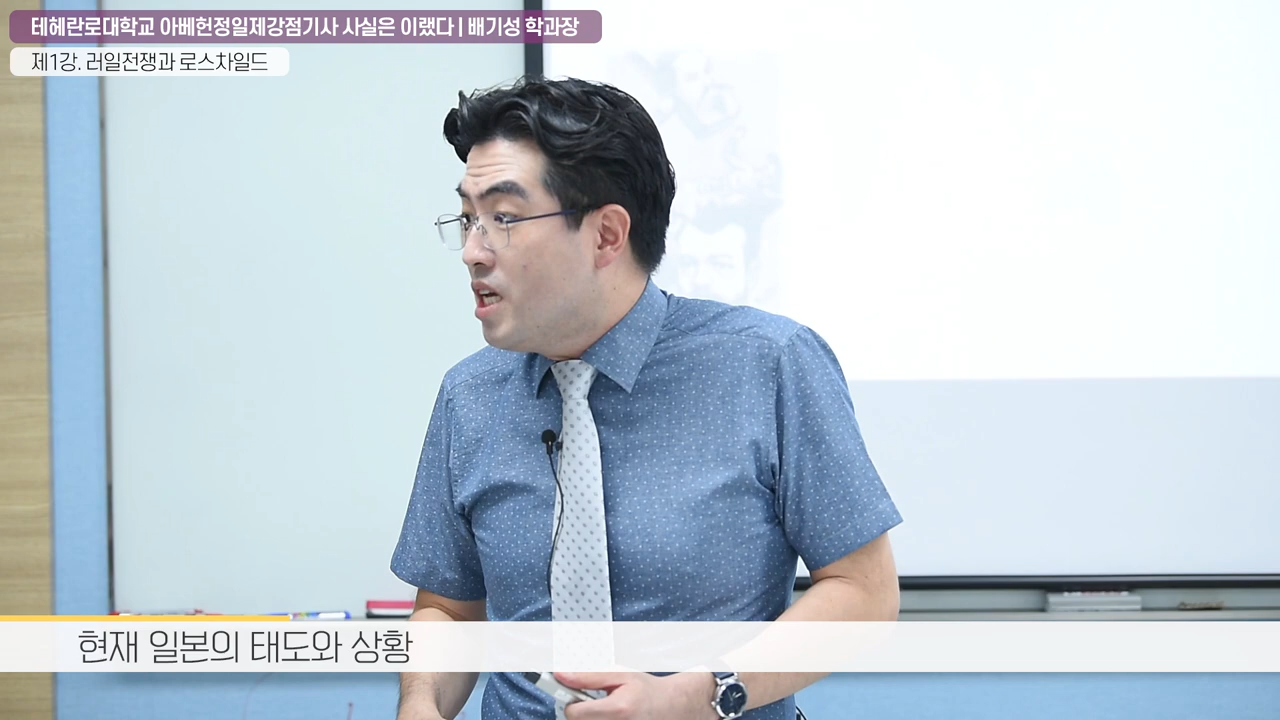 테헤란로대학교 아베헌정일제강점기사 사실은 이랬다 | 배기성 학과장
제1강. 러일전쟁과 로스차일드
현재 일본의 태도와 상황